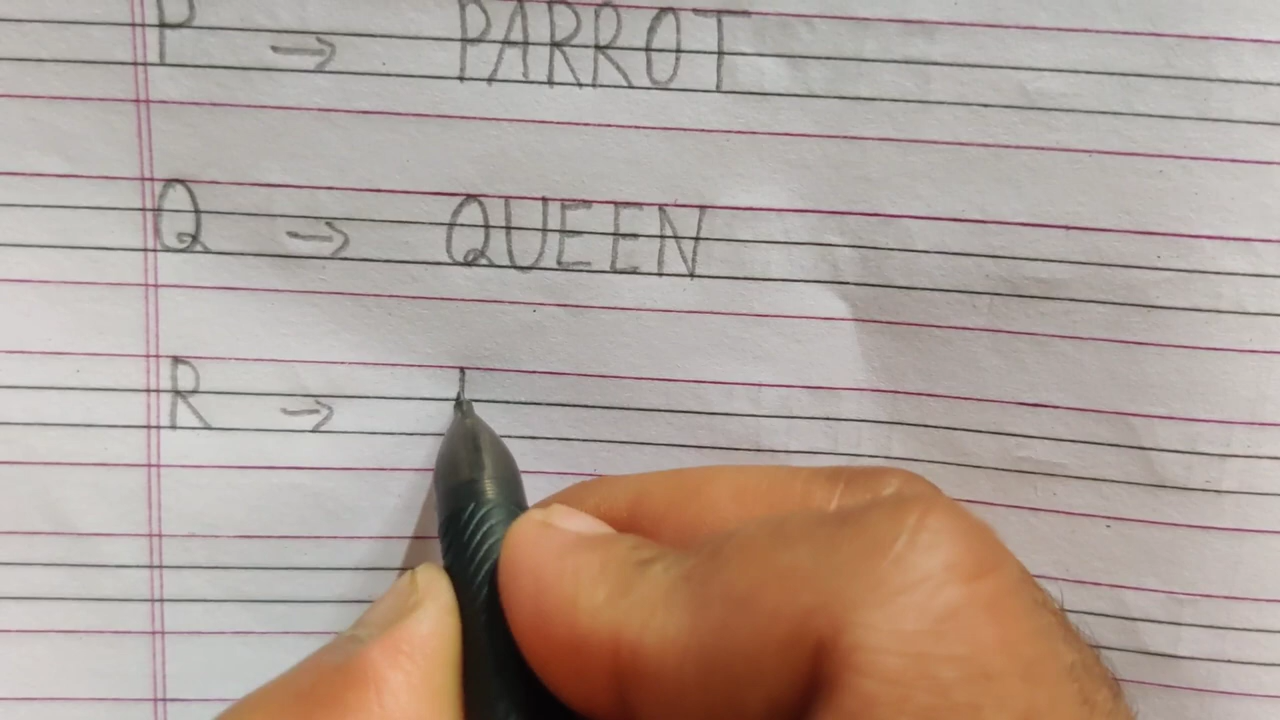 P → PARROT
Q → QUEEN
R →